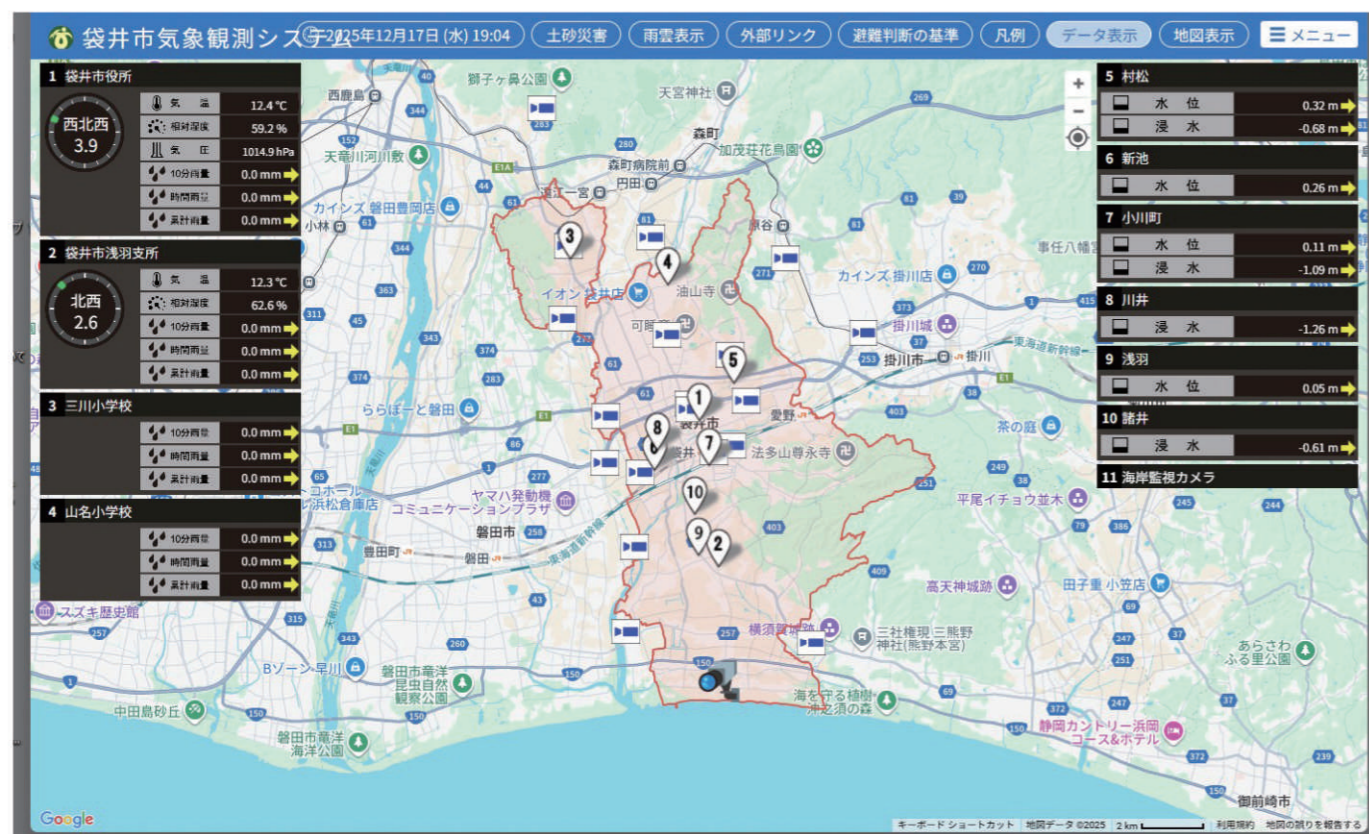 袋井市気象観測システム
2025年12月17日 (水) 19:04
土砂災害
雨雲表示
外部リンク
避難判断の基準
凡例
データ表示
地図表示
メニュー
1 袋井市役所
西北西
3.9
気 温 12.4 ℃
相対湿度 59.2 %
気 圧 1014.9 hPa
10分雨量 0.0 mm
時間雨量 0.0 mm
累計雨量 0.0 mm
2 袋井市浅羽支所
北西
2.6
気 温 12.3 ℃
相対湿度 62.6 %
10分雨量 0.0 mm
時間雨量 0.0 mm
累計雨量 0.0 mm
3 三川小学校
10分雨量 0.0 mm
時間雨量 0.0 mm
累計雨量 0.0 mm
4 山名小学校
10分雨量 0.0 mm
時間雨量 0.0 mm
累計雨量 0.0 mm
5 村松
水 位 0.32 m
浸 水 -0.68 m
6 新池
水 位 0.26 m
7 小川町
水 位 0.11 m
浸 水 -1.09 m
8 川井
浸 水 -1.26 m
9 浅羽
水 位 0.05 m
10 諸井
浸 水 -0.61 m
11 海岸監視カメラ
獅子ヶ鼻公園
西鹿島
天宮神社
森町
天竜川河川敷
森町病院前
円田
加茂荘花鳥園
遠江一宮
カインズ 磐田豊岡店
小林
原谷
事任八幡宮
イオン 袋井店
油山寺
カインズ 掛川店
掛川城
掛川市
掛川
東海道新幹線
ららぽーと磐田
袋井市
愛野
茶の庭
袋井
法多山尊永寺
平尾イチョウ並木
浜松倉庫店
ヤマハ発動機
コミュニケーションプラザ
磐田市
豊田町
磐田
東海道新幹線
高天神城跡
田子重 小笠店
スズキ歴史館
横須賀城跡
三社権現 三熊野
神社(熊野本宮)
あらさわ
ふる里公園
Bゾーン 早川
磐田市竜洋
昆虫自然
観察公園
中田島砂丘
海を守る植樹
沖之須の森
磐田市竜洋
海洋公園
静岡カントリー浜岡
コース&ホテル
御前崎市
Google
キーボード ショートカット
地図データ ©2025
2 km
利用規約
地図の誤りを報告する